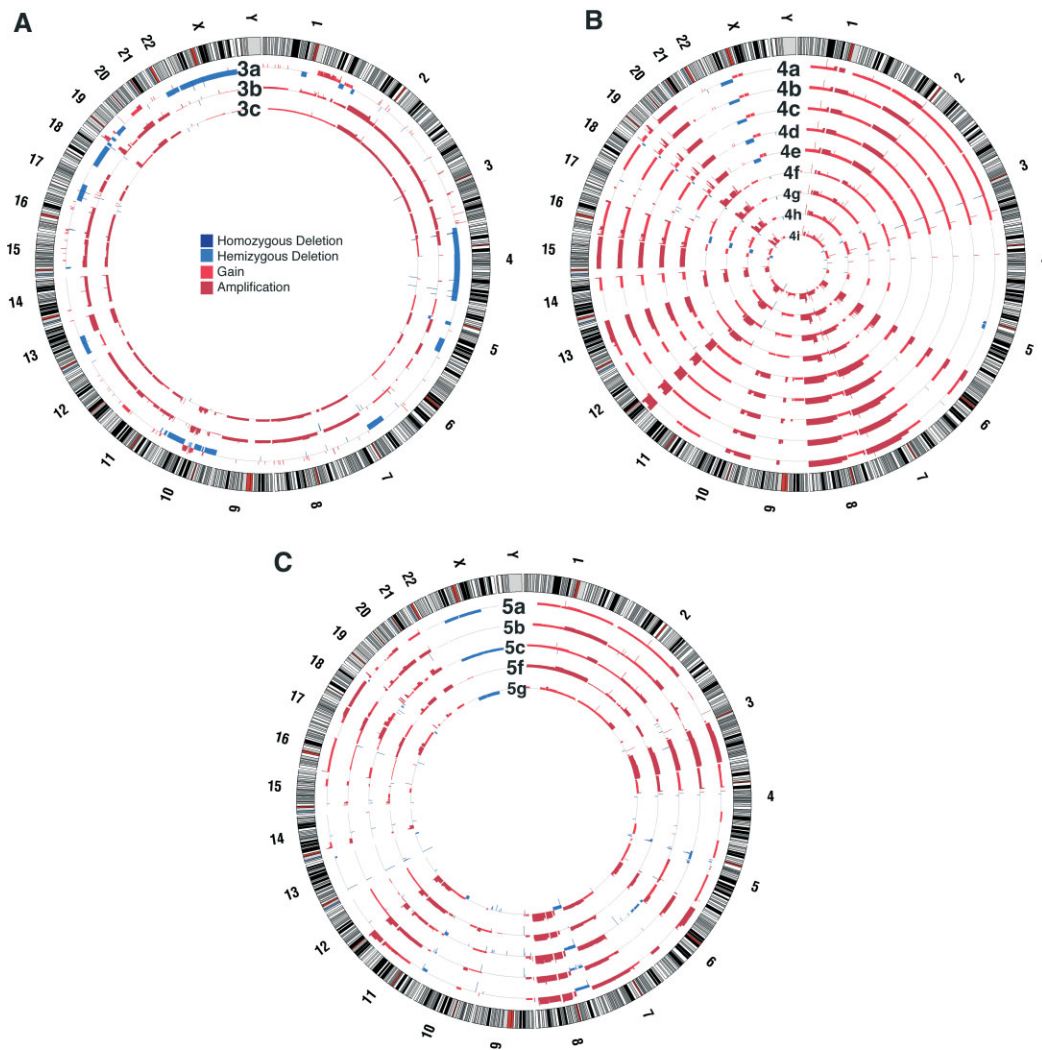 A
Y
1
2
3
4
5
6
7
8
9
10
11
12
13
14
15
16
17
18
19
20
21
22
X
3a
3b
3c
Homozygous Deletion
Hemizygous Deletion
Gain
Amplification
B
Y
1
2
3
5
6
7
8
9
10
11
12
13
14
15
16
17
18
19
20
21
22
X
4a
4b
4c
4d
4e
4f
4g
4h
4i
C
Y
1
2
3
4
5
6
7
8
9
10
11
12
13
14
15
16
17
18
19
20
21
22
X
5a
5b
5c
5f
5g